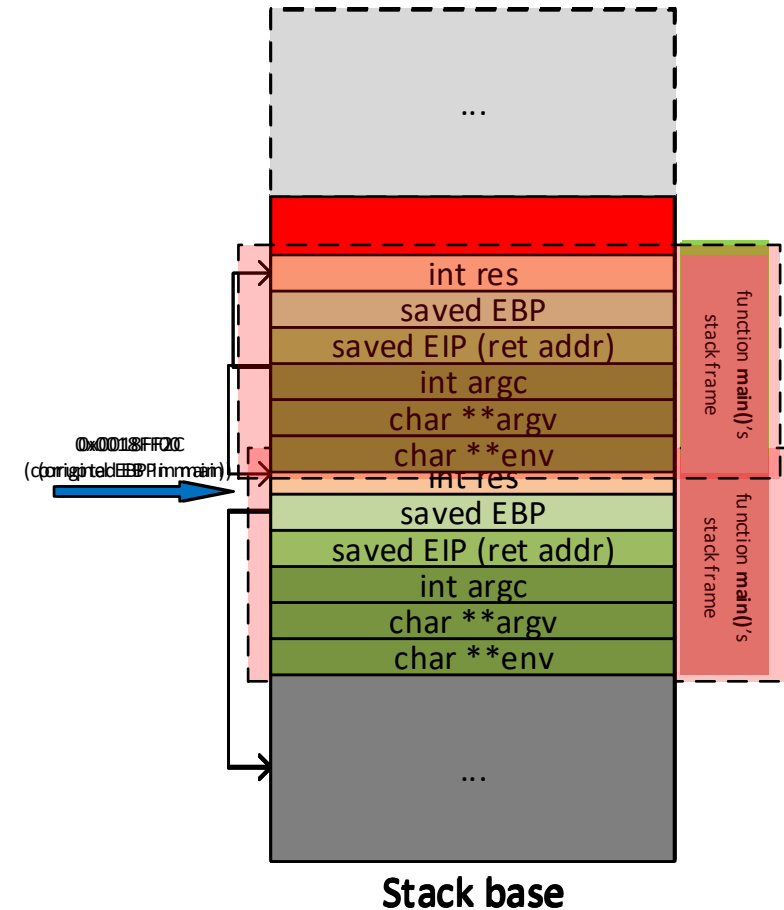 ...
int res
saved EBP
saved EIP (ret addr)
int argc
char **argv
char **env
int res
saved EBP
saved EIP (ret addr)
int argc
char **argv
char **env
...
function main()'s
stack frame
function main()'s
stack frame
Stack base